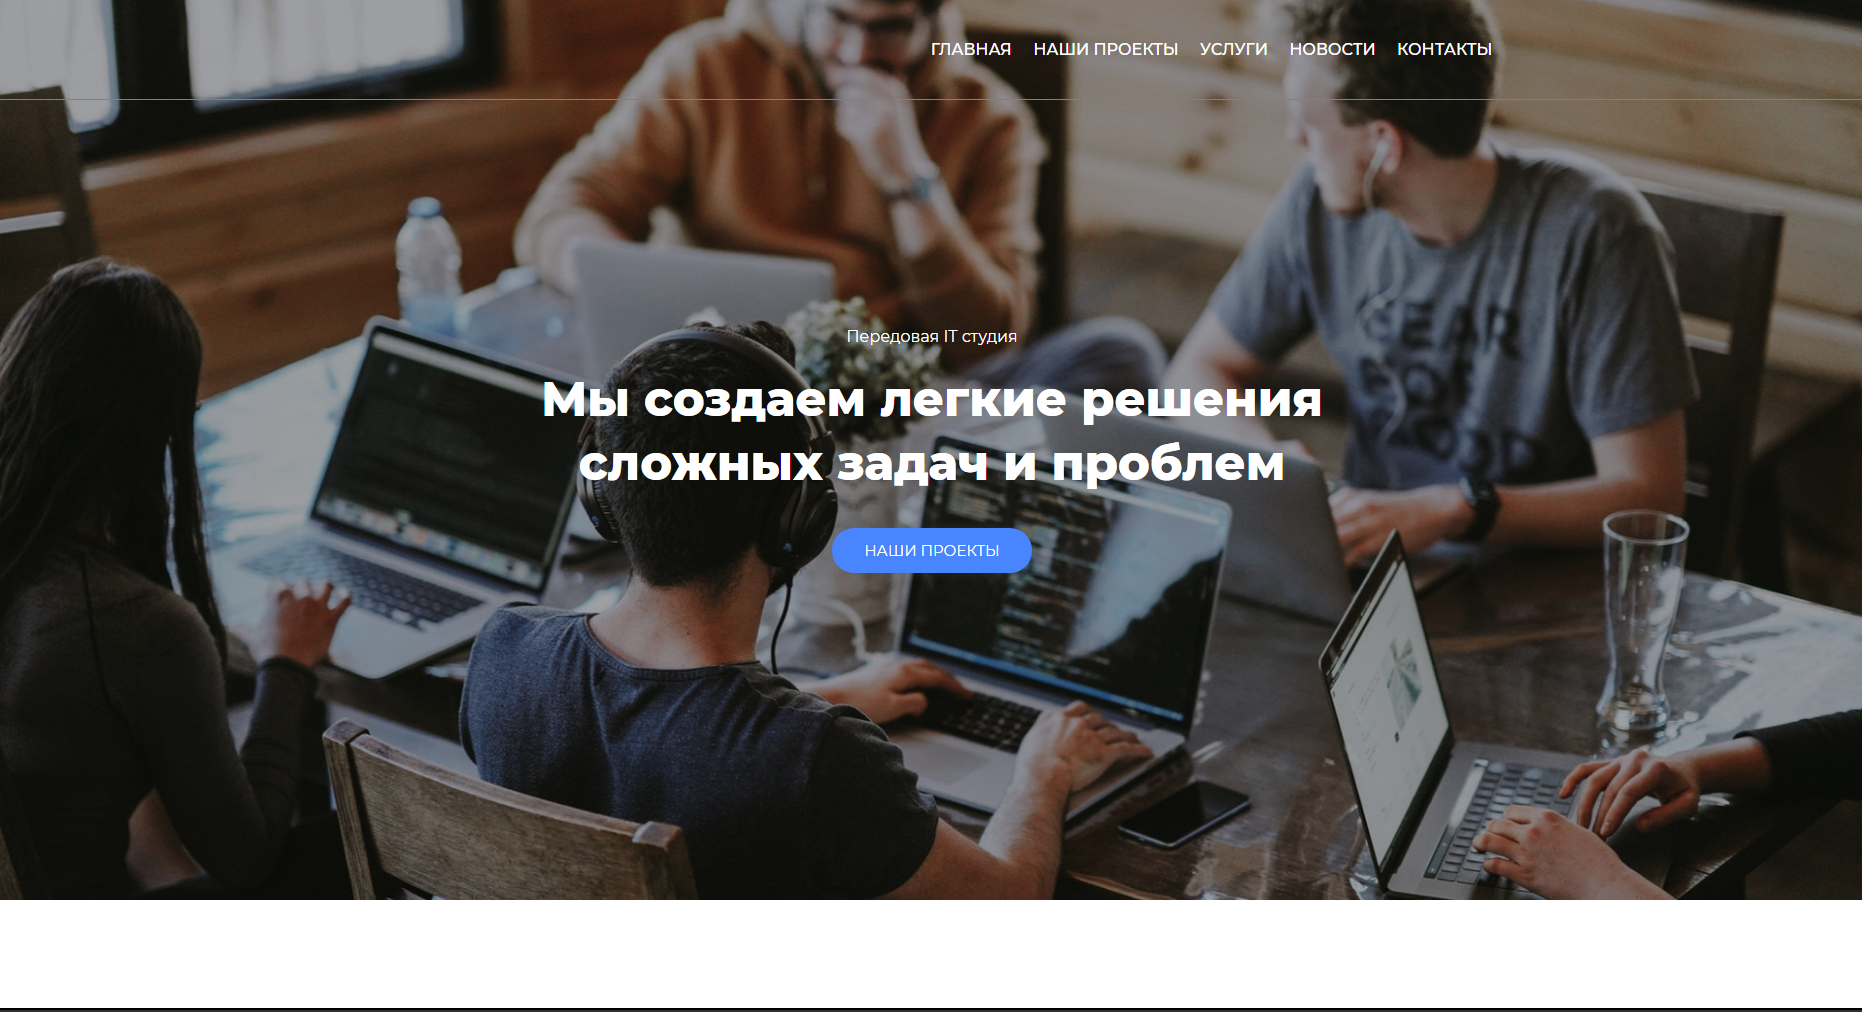 ГЛАВНАЯ НАШИ ПРОЕКТЫ УСЛУГИ НОВОСТИ КОНТАКТЫ
Передовая IT студия
Мы создаем легкие решения
сложных задач и проблем
НАШИ ПРОЕКТЫ